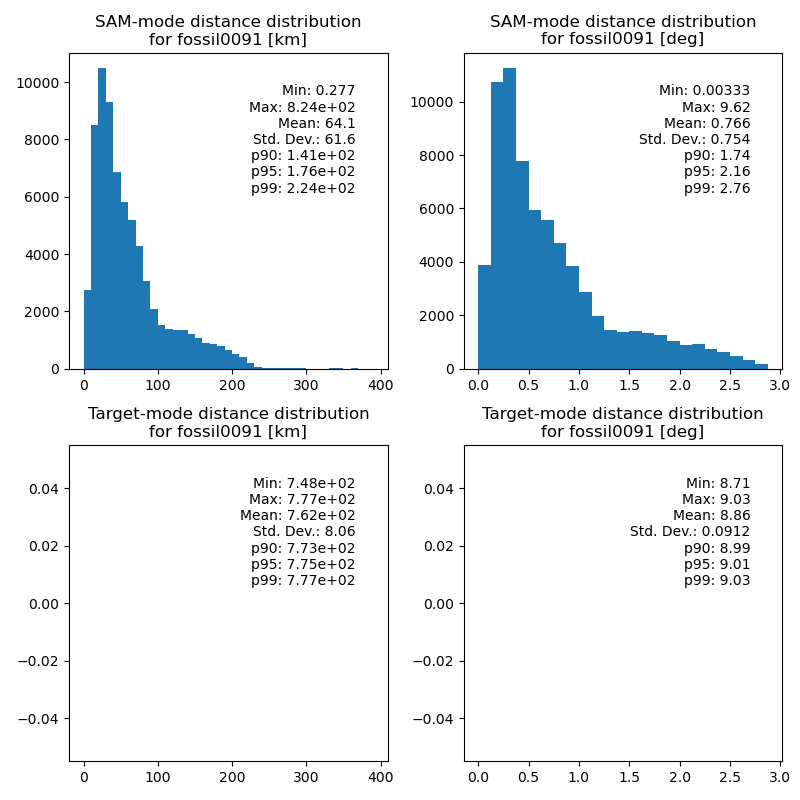 SAM-mode distance distribution
for fossil0091 [km]
10000
8000
6000
4000
2000
0
0
100
200
300
400
Min: 0.277
Max: 8.24e+02
Mean: 64.1
Std. Dev.: 61.6
p90: 1.41e+02
p95: 1.76e+02
p99: 2.24e+02
SAM-mode distance distribution
for fossil0091 [deg]
10000
8000
6000
4000
2000
0
0.0
0.5
1.0
1.5
2.0
2.5
3.0
Min: 0.00333
Max: 9.62
Mean: 0.766
Std. Dev.: 0.754
p90: 1.74
p95: 2.16
p99: 2.76
Target-mode distance distribution
for fossil0091 [km]
0.04
0.02
0.00
−0.02
−0.04
0
100
200
300
400
Min: 7.48e+02
Max: 7.77e+02
Mean: 7.62e+02
Std. Dev.: 8.06
p90: 7.73e+02
p95: 7.75e+02
p99: 7.77e+02
Target-mode distance distribution
for fossil0091 [deg]
0.04
0.02
0.00
−0.02
−0.04
0.0
0.5
1.0
1.5
2.0
2.5
3.0
Min: 8.71
Max: 9.03
Mean: 8.86
Std. Dev.: 0.0912
p90: 8.99
p95: 9.01
p99: 9.03